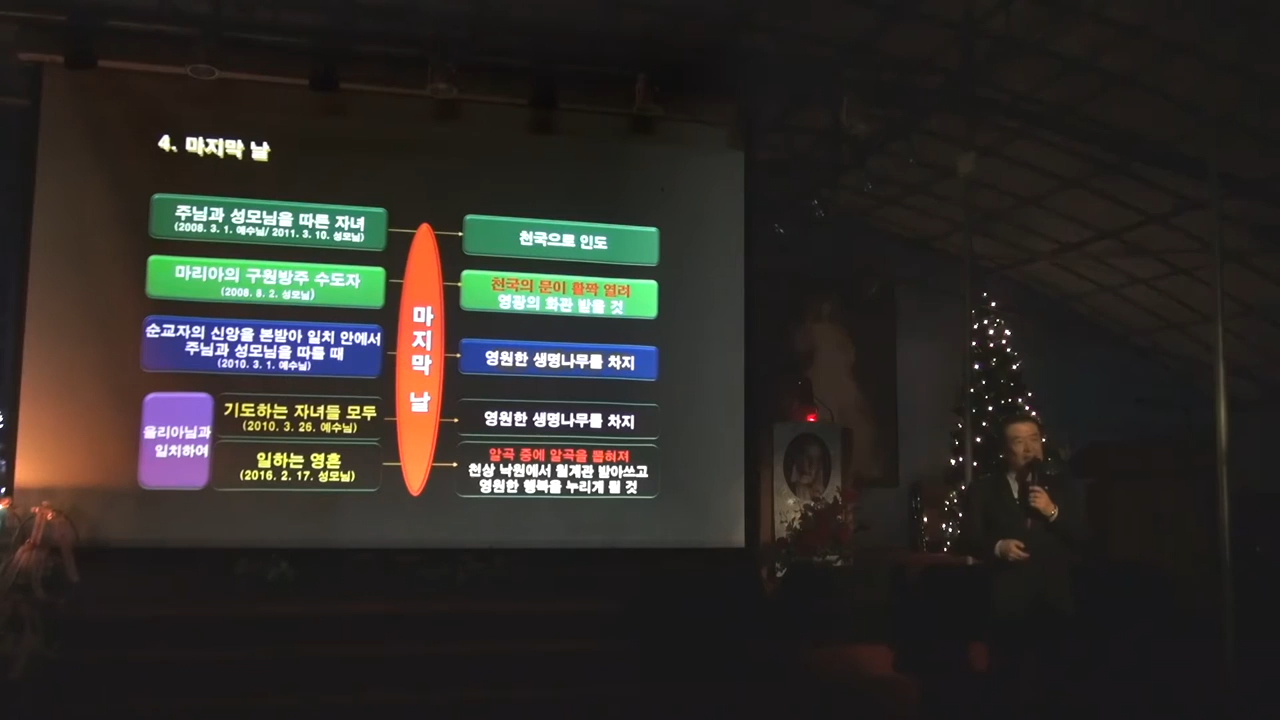 4. 마지막 날
주님과 성모님을 따른 자녀
(2008. 3. 1. 예수님/ 2011. 3. 10. 성모님)
천국으로 인도
마리아의 구원방주 수도자
(2008. 8. 2. 성모님)
천국의 문이 활짝 열려
영광의 화관 받을 것
순교자의 신앙을 본받아 일치 안에서
주님과 성모님을 따를 때
(2010. 3. 1. 예수님)
영원한 생명나무를 차지
마지막 날
율리아님과
일치하여
기도하는 자녀들 모두
(2010. 3. 26. 예수님)
영원한 생명나무를 차지
일하는 영혼
(2016. 2. 17. 성모님)
알곡 중에 알곡을 뽑혀져
천상 낙원에서 월계관 받아쓰고
영원한 행복을 누리게 될 것